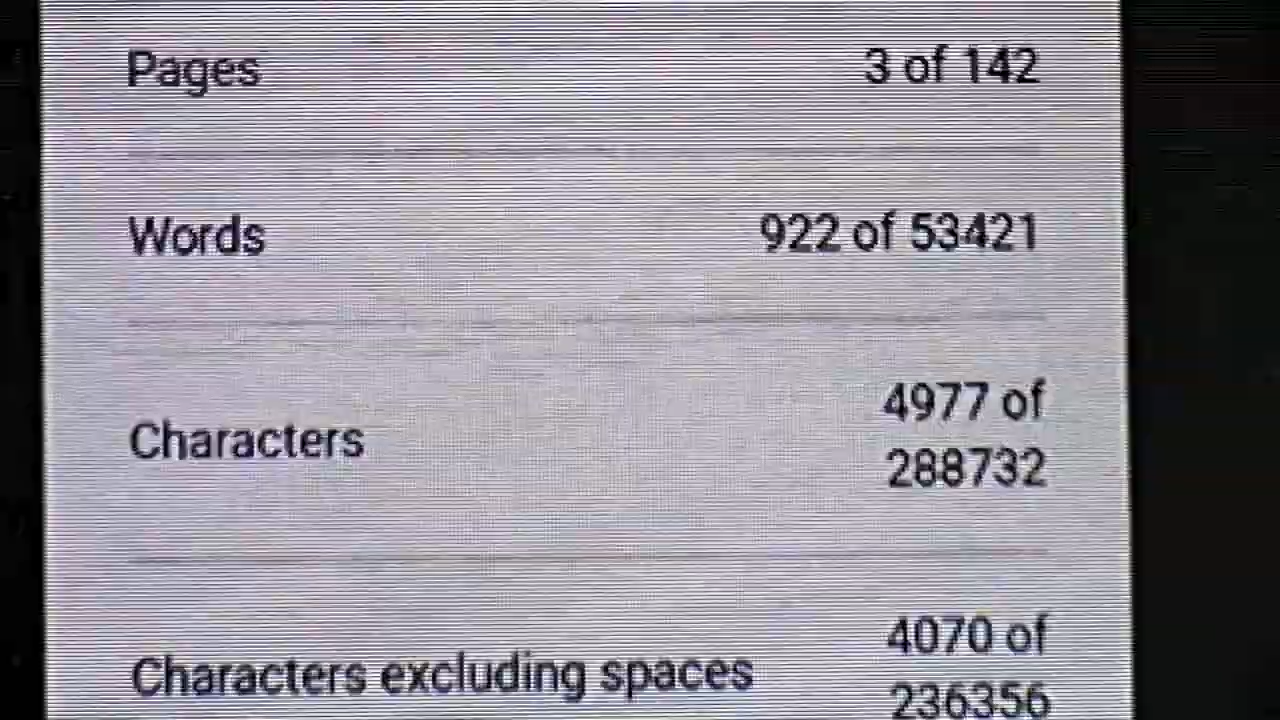 Pages 3 of 142
Words 922 of 53421
Characters 4977 of
288732
Characters excluding spaces 4070 of
236356